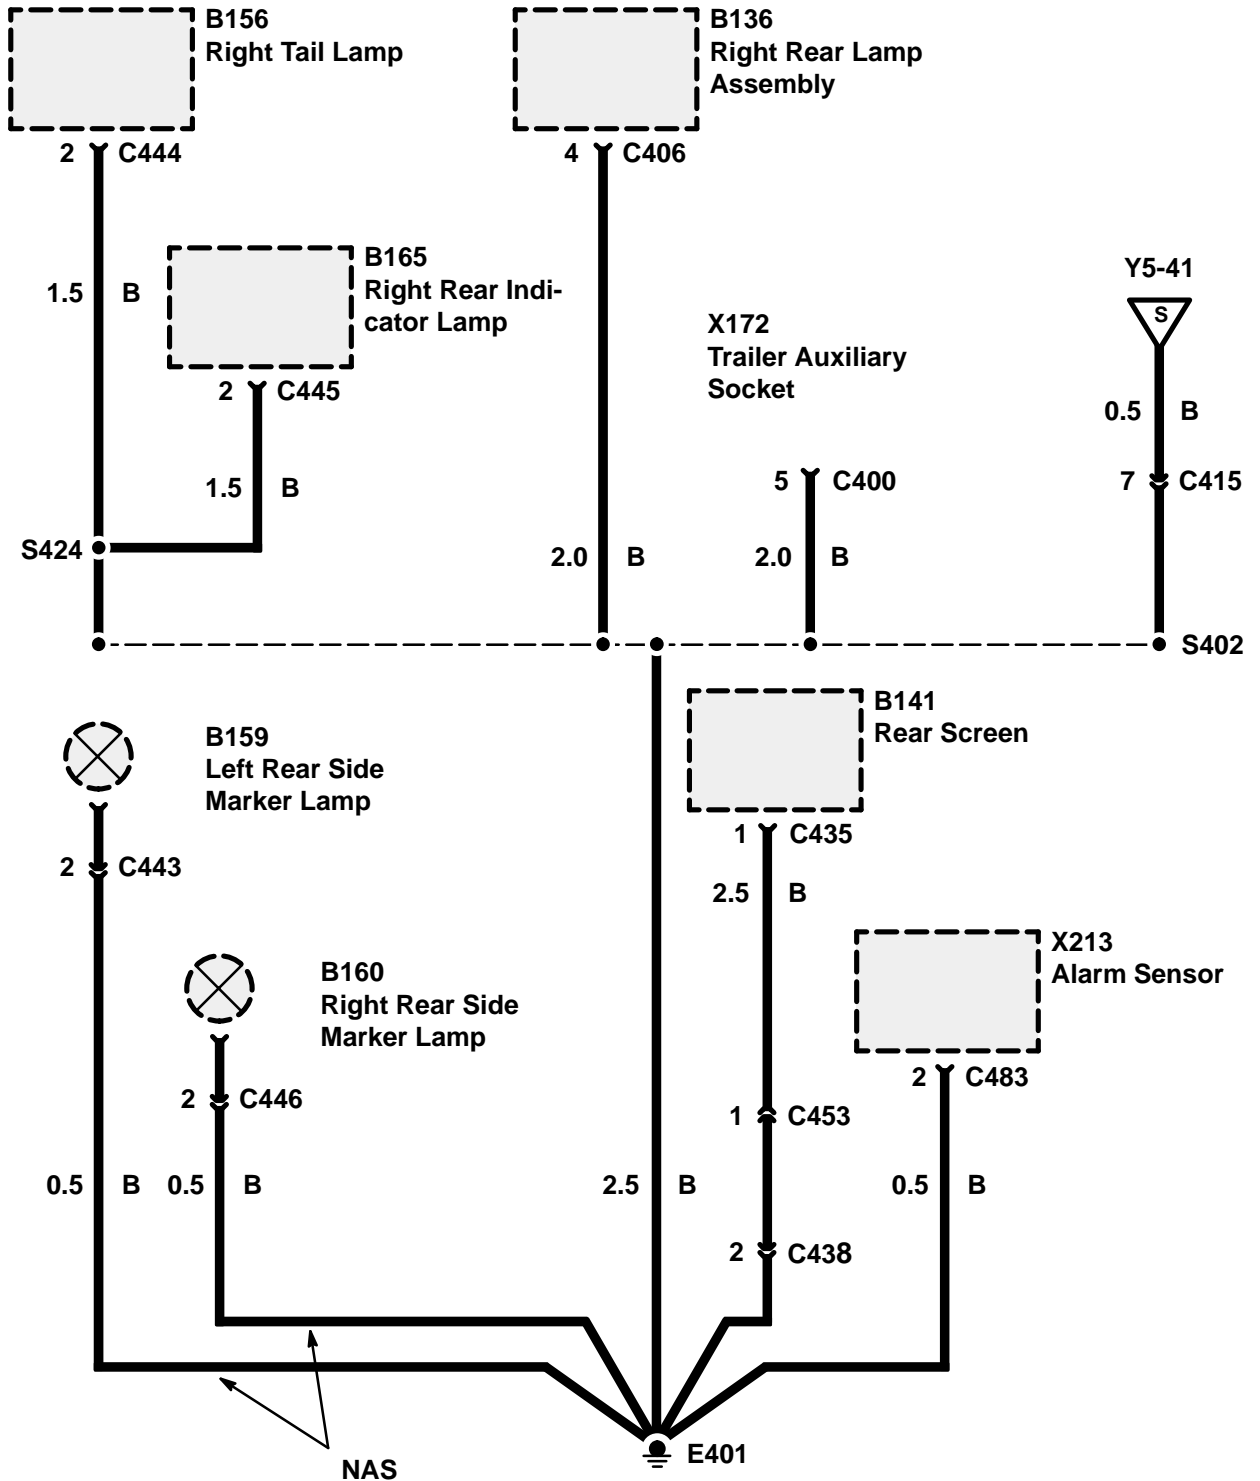 B156
Right Tail Lamp
B136
Right Rear Lamp
Assembly
2 C444
4 C406
B165
Right Rear Indi-
cator Lamp
Y5-41
S
1.5 B
X172
Trailer Auxiliary
Socket
2 C445
0.5 B
1.5 B
5 C400
7 C415
S424
2.0 B
2.0 B
S402
B141
Rear Screen
B159
Left Rear Side
Marker Lamp
1 C435
2 C443
2.5 B
X213
Alarm Sensor
B160
Right Rear Side
Marker Lamp
2 C483
2 C446
1 C453
0.5 B
0.5 B
2.5 B
0.5 B
2 C438
E401
NAS